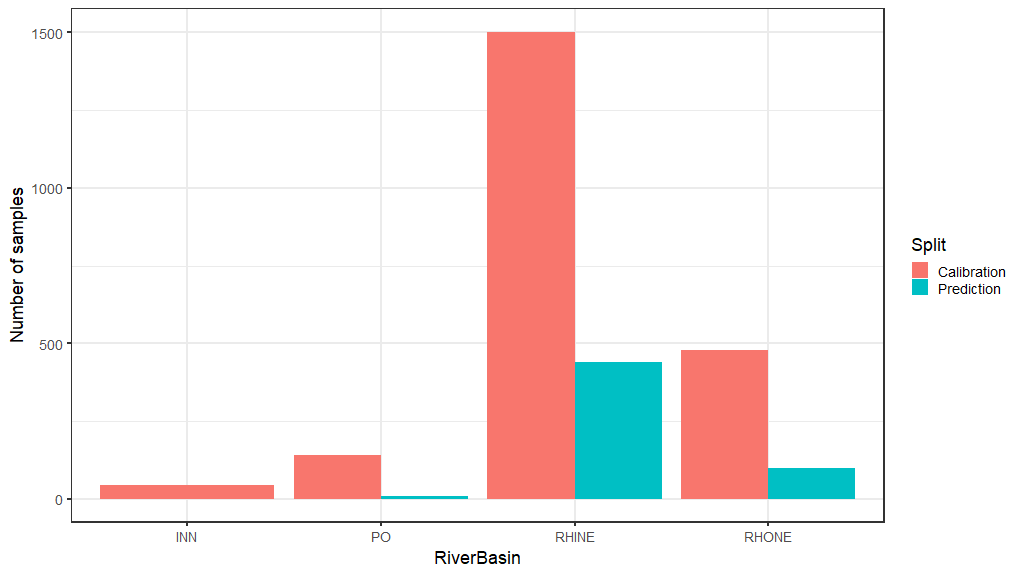 1500
1000
500
0
Number of samples
INN
PO
RHINE
RHONE
RiverBasin
Split
Calibration
Prediction